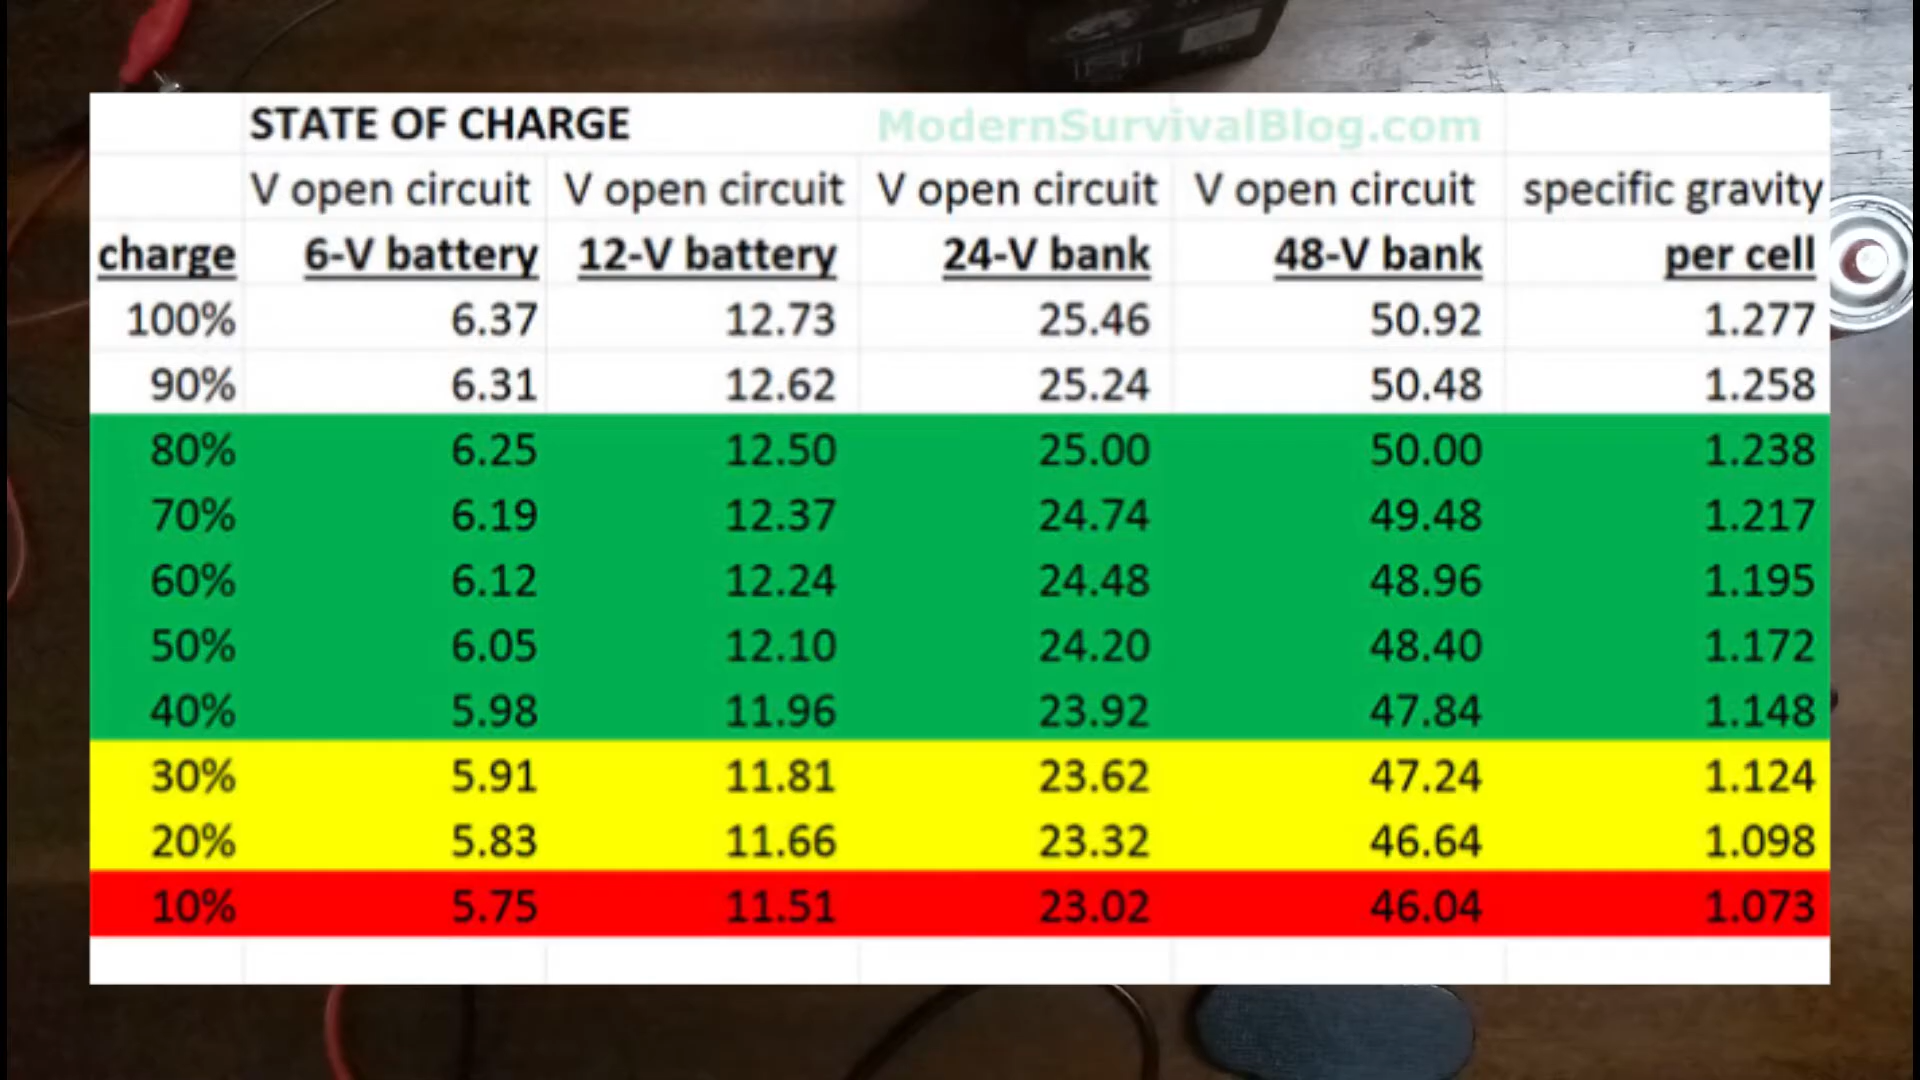 STATE OF CHARGE ModernSurvivalBlog.com
V open circuit V open circuit V open circuit V open circuit specific gravity
charge 6-V battery 12-V battery 24-V bank 48-V bank per cell
100% 6.37 12.73 25.46 50.92 1.277
90% 6.31 12.62 25.24 50.48 1.258
80% 6.25 12.50 25.00 50.00 1.238
70% 6.19 12.37 24.74 49.48 1.217
60% 6.12 12.24 24.48 48.96 1.195
50% 6.05 12.10 24.20 48.40 1.172
40% 5.98 11.96 23.92 47.84 1.148
30% 5.91 11.81 23.62 47.24 1.124
20% 5.83 11.66 23.32 46.64 1.098
10% 5.75 11.51 23.02 46.04 1.073